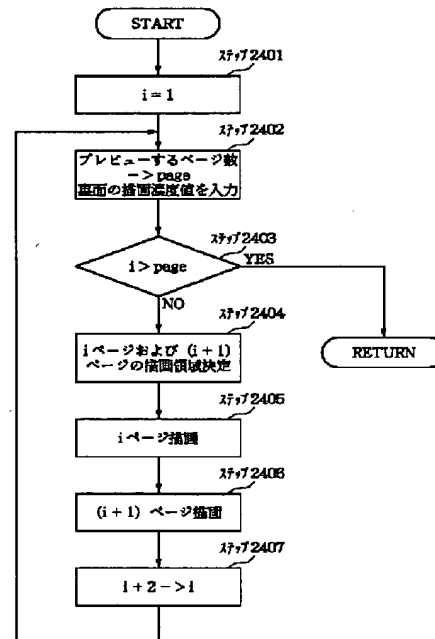 START
ステップ2401
i = 1
ステップ2402
プレビューするページ数
−>page
裏面の描画濃度値を入力
ステップ2403
i > page
YES
NO
ステップ2404
RETURN
iページおよび (i + 1)
ページの描画領域決定
ステップ2405
iページ描画
ステップ2406
(i + 1) ページ描画
ステップ2407
i + 2 −> i